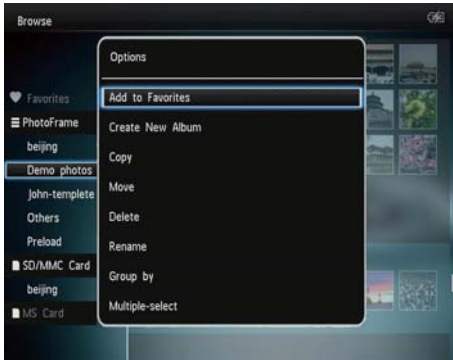 Browse
Options
Favorites
PhotoFrame
beijing
Demo photos
John-templete
Others
Preload
SD/MMC Card
beijing
MS Card
Add to Favorites
Create New Album
Copy
Move
Delete
Rename
Group by
Multiple-select